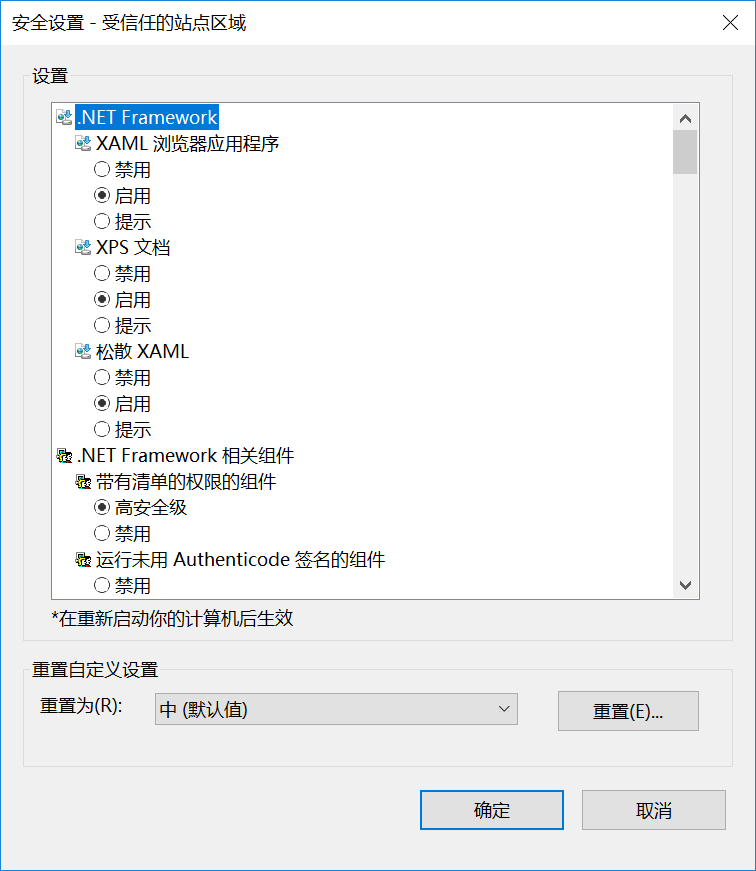 安全设置 - 受信任的站点区域
设置
.NET Framework
XAML 浏览器应用程序
禁用
启用
提示
XPS 文档
禁用
启用
提示
松散 XAML
禁用
启用
提示
.NET Framework 相关组件
带有清单的权限的组件
高安全级
禁用
运行未用 Authenticode 签名的组件
禁用
*在重新启动你的计算机后生效
重置自定义设置
重置为(R): 中 (默认值) 重置(E)...
确定 取消